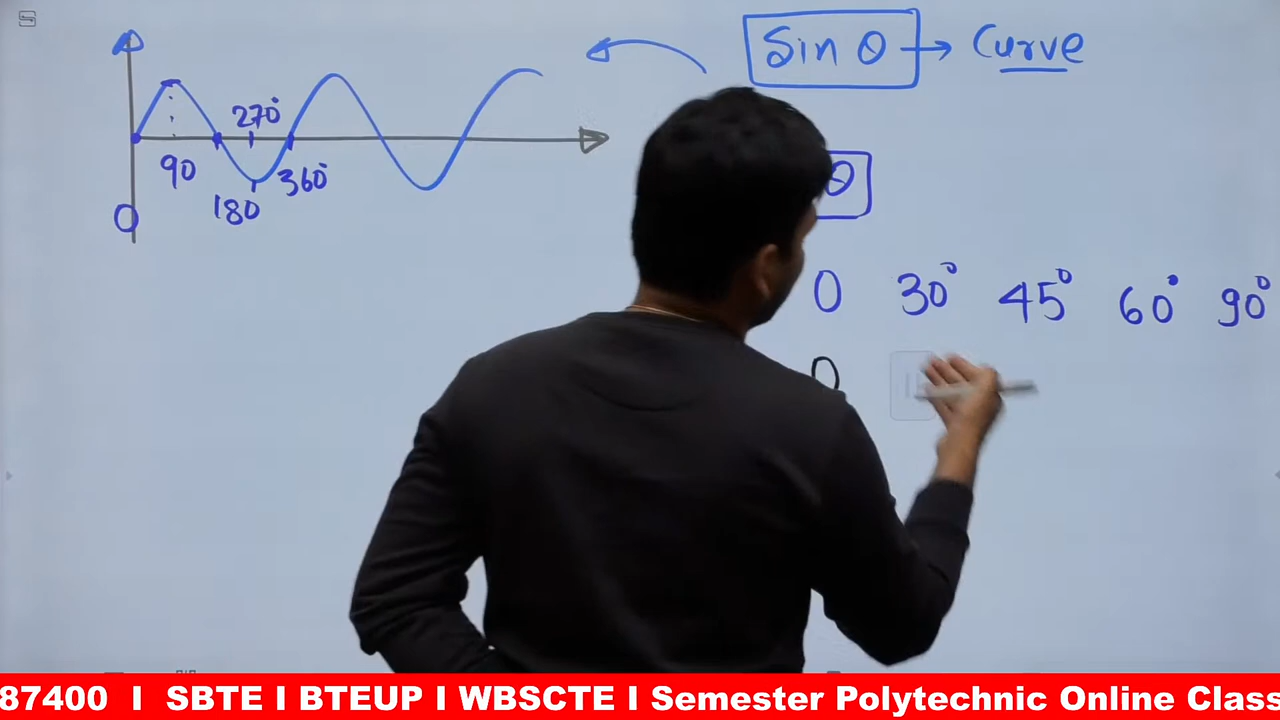 Sin θ → Curve
270°
90
360°
180
0
θ
0 30° 45° 60° 90°
0
87400 I SBTE I BTEUP I WBSCTE I Semester Polytechnic Online Class